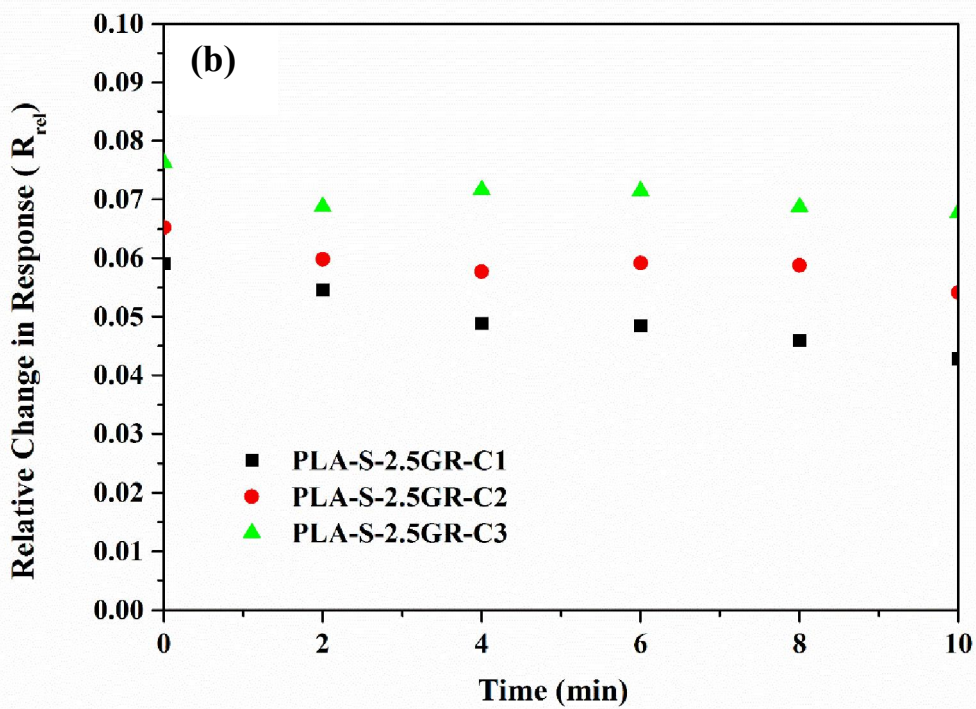 (b)
0.10
0.09
0.08
0.07
0.06
0.05
0.04
0.03
0.02
0.01
0.00
Relative Change in Response ( R_rel)
PLA-S-2.5GR-C1
PLA-S-2.5GR-C2
PLA-S-2.5GR-C3
0 2 4 6 8 10
Time (min)